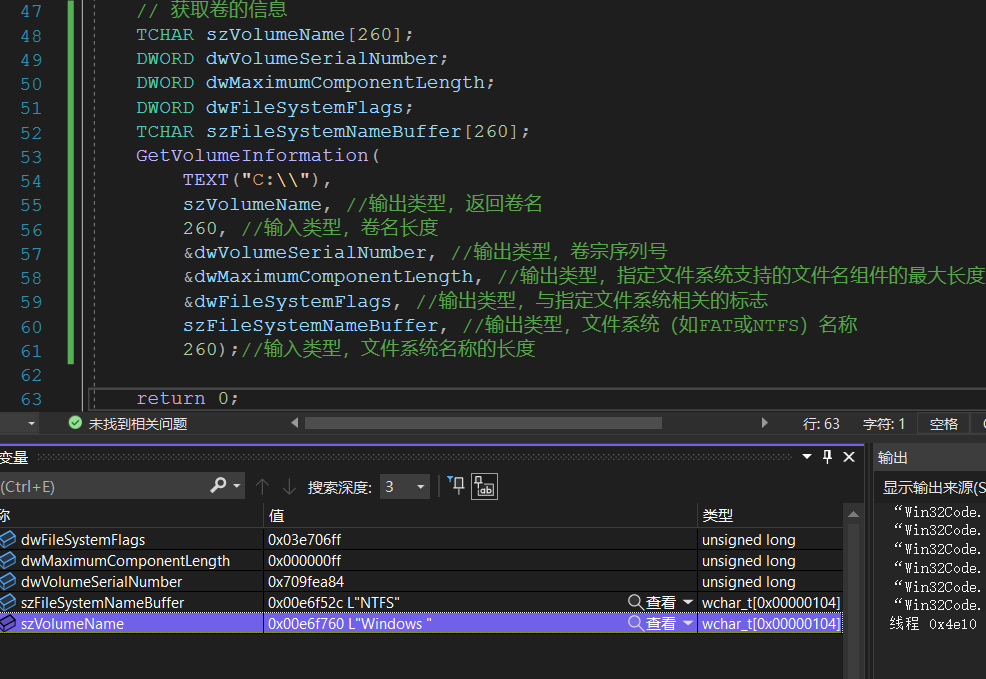 47 // 获取卷的信息
48 TCHAR szVolumeName[260];
49 DWORD dwVolumeSerialNumber;
50 DWORD dwMaximumComponentLength;
51 DWORD dwFileSystemFlags;
52 TCHAR szFileSystemNameBuffer[260];
53 GetVolumeInformation(
54 TEXT("C:\\"),
55 szVolumeName, //输出类型，返回卷名
56 260, //输入类型，卷名长度
57 &dwVolumeSerialNumber, //输出类型，卷宗序列号
58 &dwMaximumComponentLength, //输出类型，指定文件系统支持的文件名组件的最大长度
59 &dwFileSystemFlags, //输出类型，与指定文件系统相关的标志
60 szFileSystemNameBuffer, //输出类型，文件系统（如FAT或NTFS）名称
61 260);//输入类型，文件系统名称的长度
62
63 return 0;
未找到相关问题 行: 63 字符: 1 空格
变量
(Ctrl+E) 搜索深度: 3
称 值 类型
dwFileSystemFlags 0x03e706ff unsigned long
dwMaximumComponentLength 0x000000ff unsigned long
dwVolumeSerialNumber 0x709fea84 unsigned long
szFileSystemNameBuffer 0x00e6f52c L"NTFS" 查看 wchar_t[0x00000104]
szVolumeName 0x00e6f760 L"Windows " 查看 wchar_t[0x00000104]
输出
显示输出来源(S
“Win32Code.
“Win32Code.
“Win32Code.
“Win32Code.
“Win32Code.
“Win32Code.
线程 0x4e10